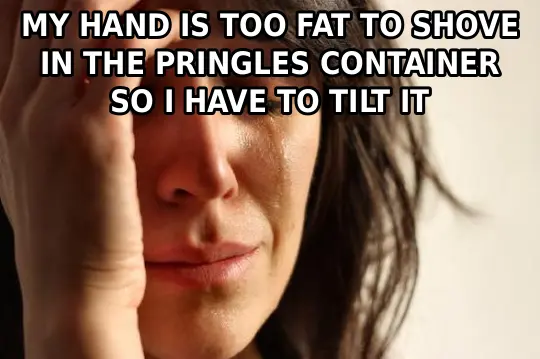 MY HAND IS TOO FAT TO SHOVE
IN THE PRINGLES CONTAINER
SO I HAVE TO TILT IT